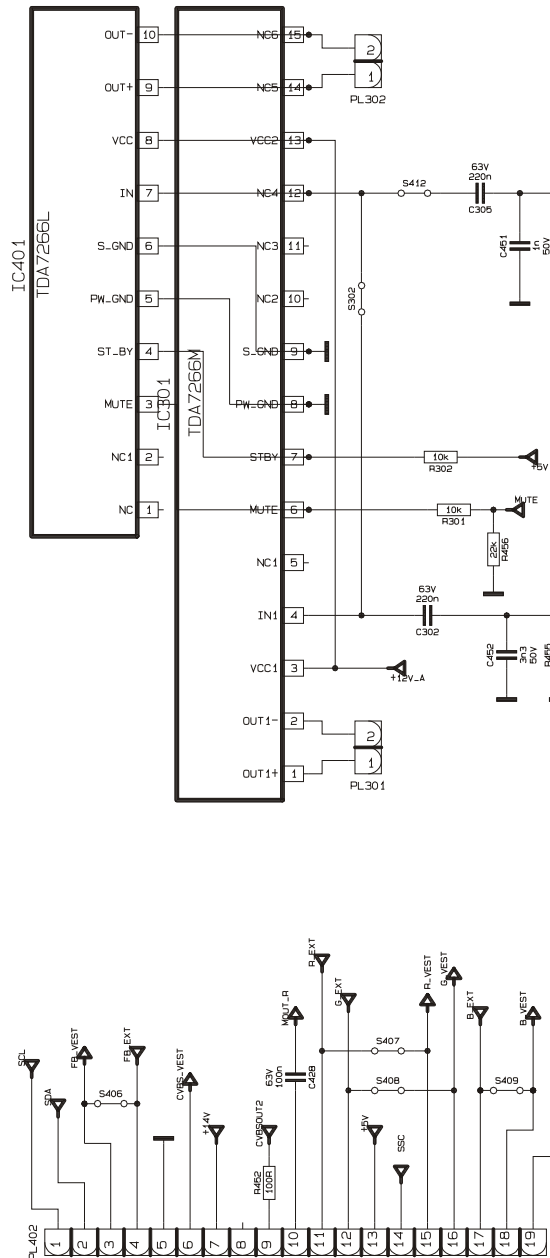 IC401
TDA7266L
OUT- 10
OUT+ 9
VCC 8
IN 7
S_GND 6
PW_GND 5
ST_BY 4
MUTE 3
NC1 2
NC 1
IC301
TDA7266M
NC6 15
NC5 14
VCC2 13
NC4 12
NC3 11
NC2 10
S_GND 9
PW_GND 8
STBY 7
MUTE 6
NC1 5
IN1 4
VCC1 3
OUT1- 2
OUT1+ 1
2
1
PL302
S412
63V
220n
C305
C451
1n
50V
S302
10k
R302
+5V
10k
R301
MUTE
22k
R456
63V
220n
C302
C452
3n3
50V
R455
+12V_A
2
1
PL301
SCL
SDA
FB_VEST
S406
FB_EXT
CVBS_VEST
+14V
CVBSOUT2
R452
100R
MOUT_R
63V
100n
C428
R_EXT
G_EXT
S407
S408
+5V
SSC
R_VEST
G_VEST
B_EXT
S409
B_VEST
PL402
1 2 3 4 5 6 7 8 9 10 11 12 13 14 15 16 17 18 19